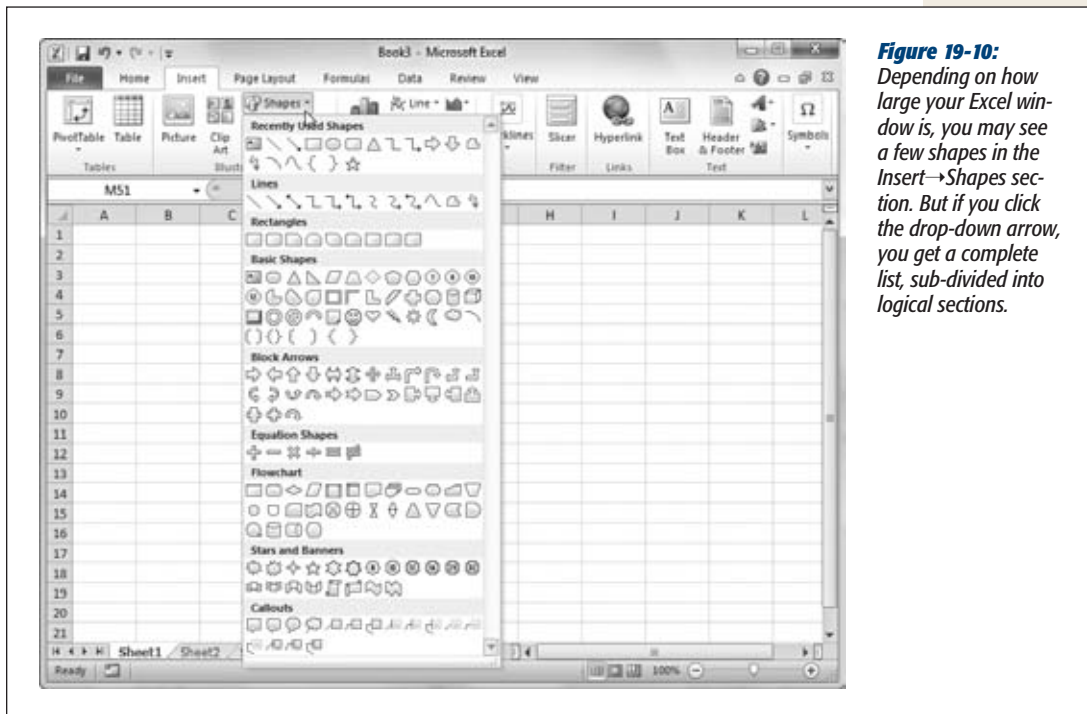 Book3 - Microsoft Excel
File Home Insert Page Layout Formulas Data Review View
PivotTable Table Picture Clip Art Shapes Line Slicer Hyperlink Text Box Header & Footer Symbols
Tables Filter Links Text
M51
A B C H I J K L
1
2
3
4
5
6
7
8
9
10
11
12
13
14
15
16
17
18
19
20
21
Recently Used Shapes
Lines
Rectangles
Basic Shapes
Block Arrows
Equation Shapes
Flowchart
Stars and Banners
Callouts
Sheet1 Sheet2
Ready 100%
Figure 19-10:
Depending on how
large your Excel win-
dow is, you may see
a few shapes in the
Insert→Shapes sec-
tion. But if you click
the drop-down arrow,
you get a complete
list, sub-divided into
logical sections.